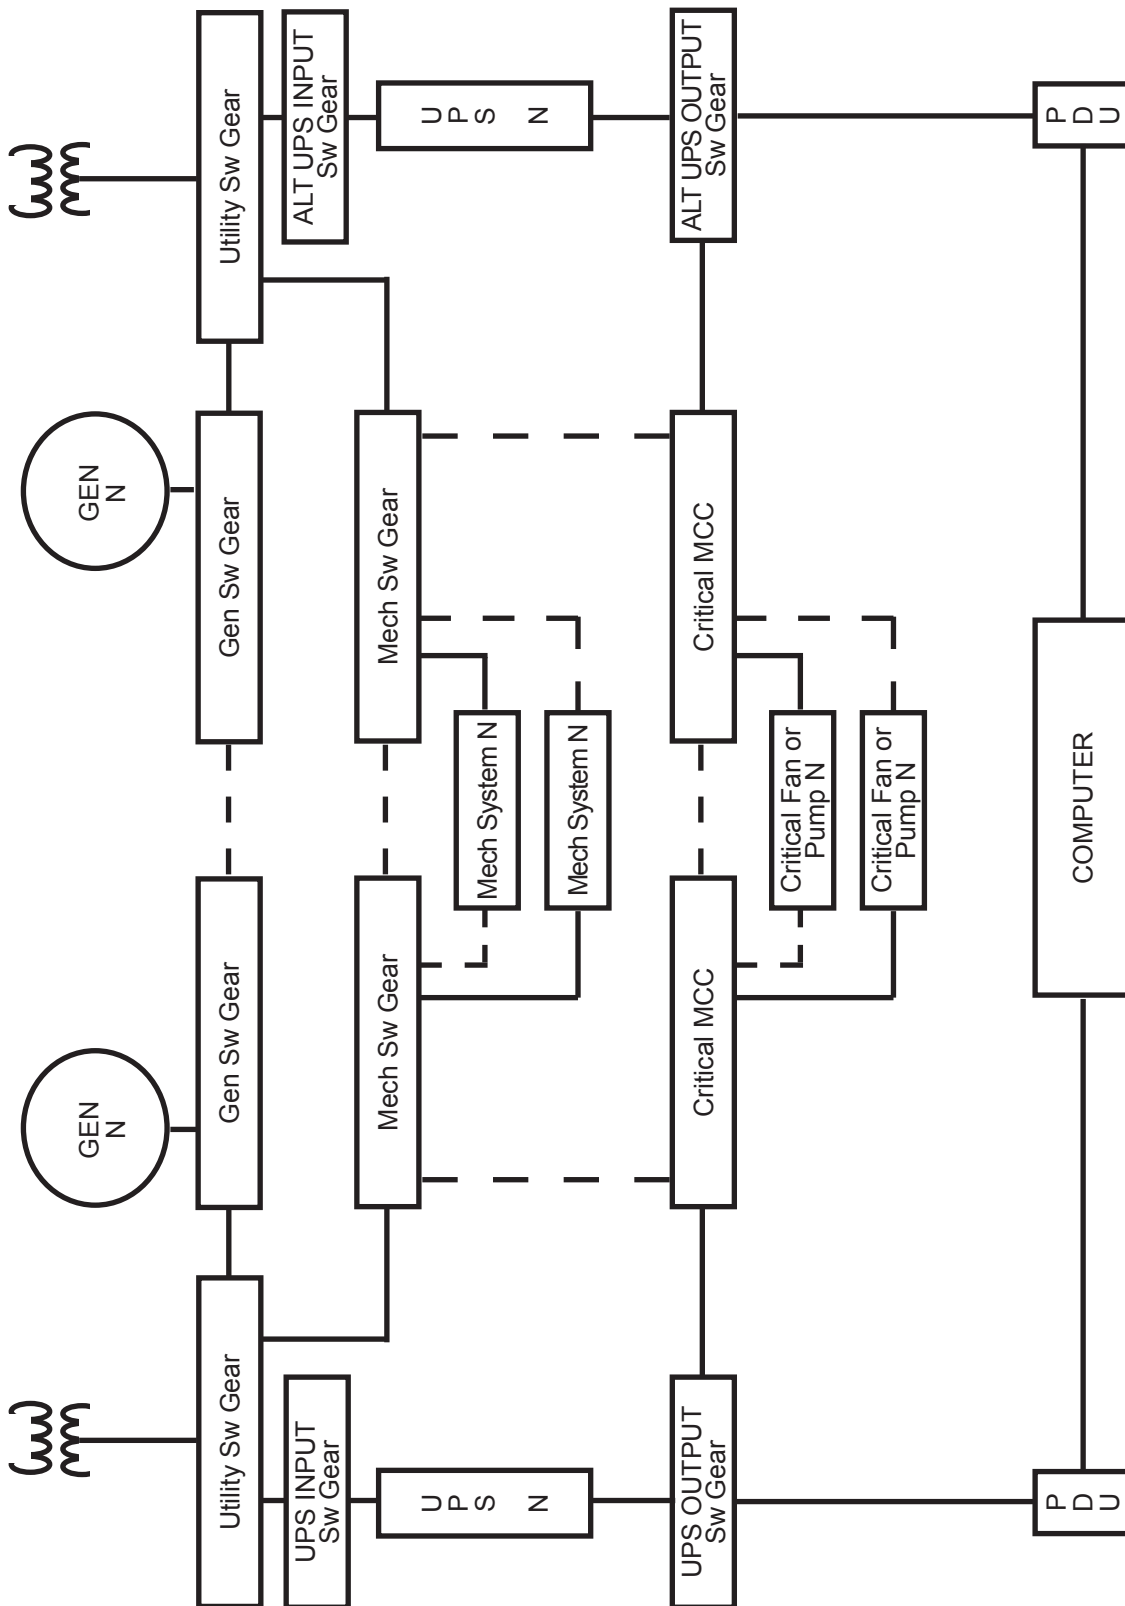 GEN
N
GEN
N
Utility Sw Gear
Gen Sw Gear
Gen Sw Gear
Utility Sw Gear
UPS INPUT
Sw Gear
ALT UPS INPUT
Sw Gear
U
P
S
N
Mech Sw Gear
Mech Sw Gear
U
P
S
N
Mech System N
Mech System N
UPS OUTPUT
Sw Gear
Critical MCC
Critical MCC
ALT UPS OUTPUT
Sw Gear
Critical Fan or
Pump N
Critical Fan or
Pump N
P
D
U
COMPUTER
P
D
U